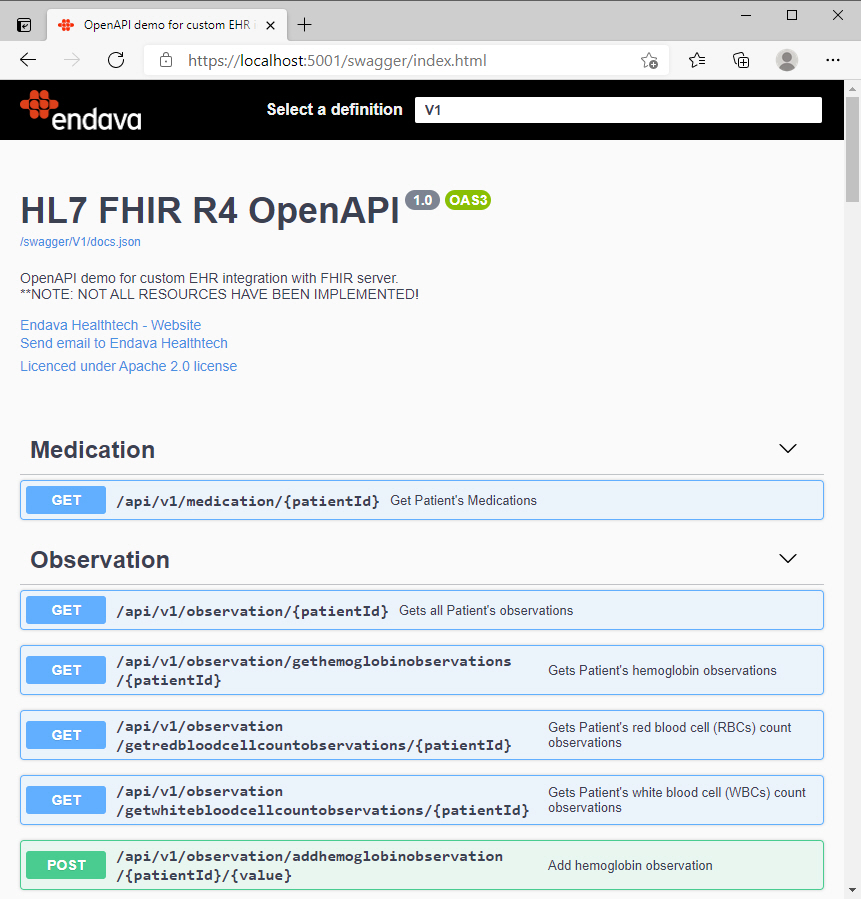 OpenAPI demo for custom EHR i
https://localhost:5001/swagger/index.html
endava
Select a definition
V1
HL7 FHIR R4 OpenAPI 1.0 OAS3
/swagger/V1/docs.json
OpenAPI demo for custom EHR integration with FHIR server.
**NOTE: NOT ALL RESOURCES HAVE BEEN IMPLEMENTED!
Endava Healthtech - Website
Send email to Endava Healthtech
Licenced under Apache 2.0 license
Medication
GET /api/v1/medication/{patientId} Get Patient's Medications
Observation
GET /api/v1/observation/{patientId} Gets all Patient's observations
GET
/api/v1/observation/gethemoglobinobservations
/{patientId}
Gets Patient's hemoglobin observations
GET
/api/v1/observation
/getredbloodcellcountobservations/{patientId}
Gets Patient's red blood cell (RBCs) count
observations
GET
/api/v1/observation
/getwhitebloodcellcountobservations/{patientId}
Gets Patient's white blood cell (WBCs) count
observations
POST
/api/v1/observation/addhemoglobinobservation
/{patientId}/{value}
Add hemoglobin observation